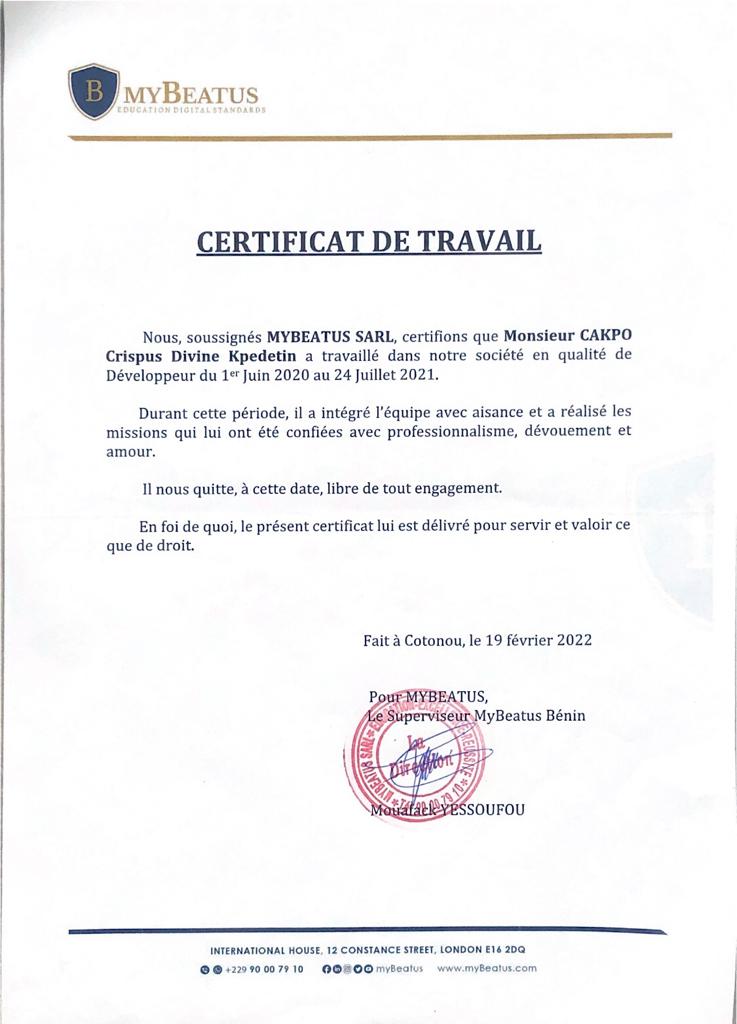 B MYBEATUS
EDUCATION DIGITAL STANDARDS
CERTIFICAT DE TRAVAIL
Nous, soussignés MYBEATUS SARL, certifions que Monsieur CAKPO
Crispus Divine Kpedetin a travaillé dans notre société en qualité de
Développeur du 1er Juin 2020 au 24 Juillet 2021.
Durant cette période, il a intégré l'équipe avec aisance et a réalisé les
missions qui lui ont été confiées avec professionnalisme, dévouement et
amour.
Il nous quitte, à cette date, libre de tout engagement.
En foi de quoi, le présent certificat lui est délivré pour servir et valoir ce
que de droit.
Fait à Cotonou, le 19 février 2022
Pour MYBEATUS,
Le Superviseur MyBeatus Bénin
MYBEATUS SARL
La
Direction
Mouafack YESSOUFOU
INTERNATIONAL HOUSE, 12 CONSTANCE STREET, LONDON E16 2DQ
+229 90 00 79 10 myBeatus www.myBeatus.com